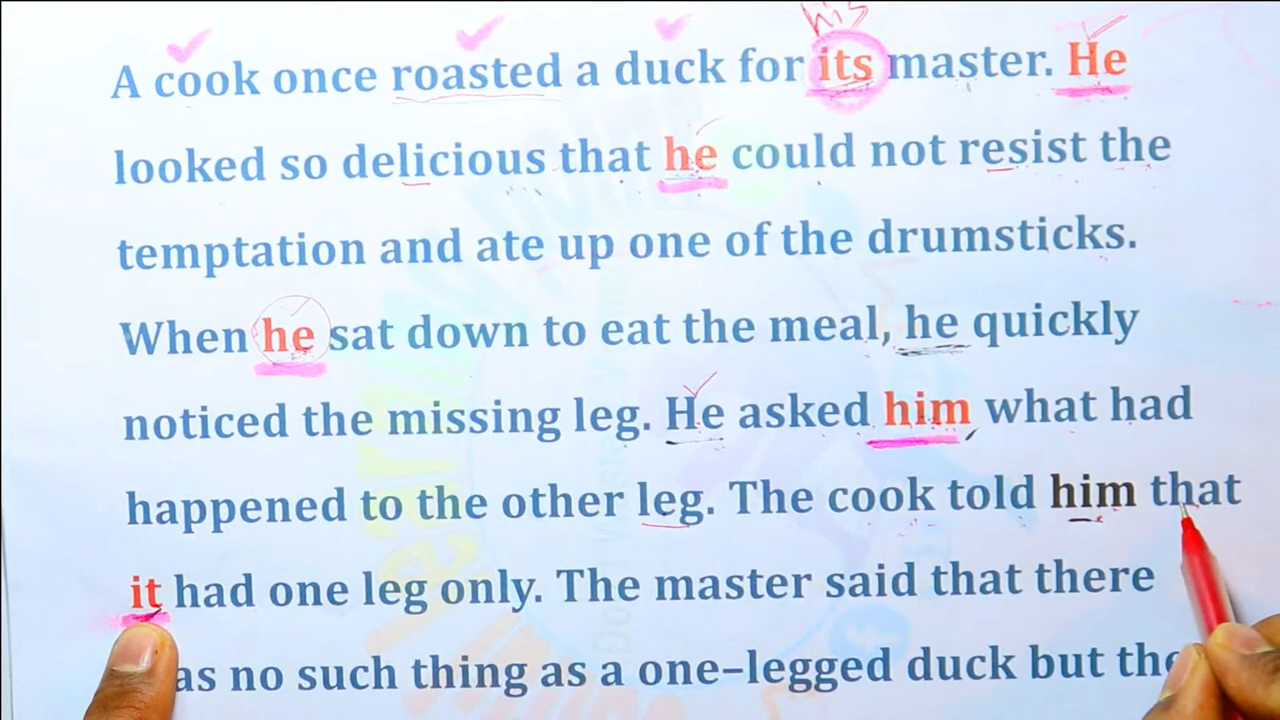 his
A cook once roasted a duck for its master. He
looked so delicious that he could not resist the
temptation and ate up one of the drumsticks.
When he sat down to eat the meal, he quickly
noticed the missing leg. He asked him what had
happened to the other leg. The cook told him that
it had one leg only. The master said that there
as no such thing as a one–legged duck but the